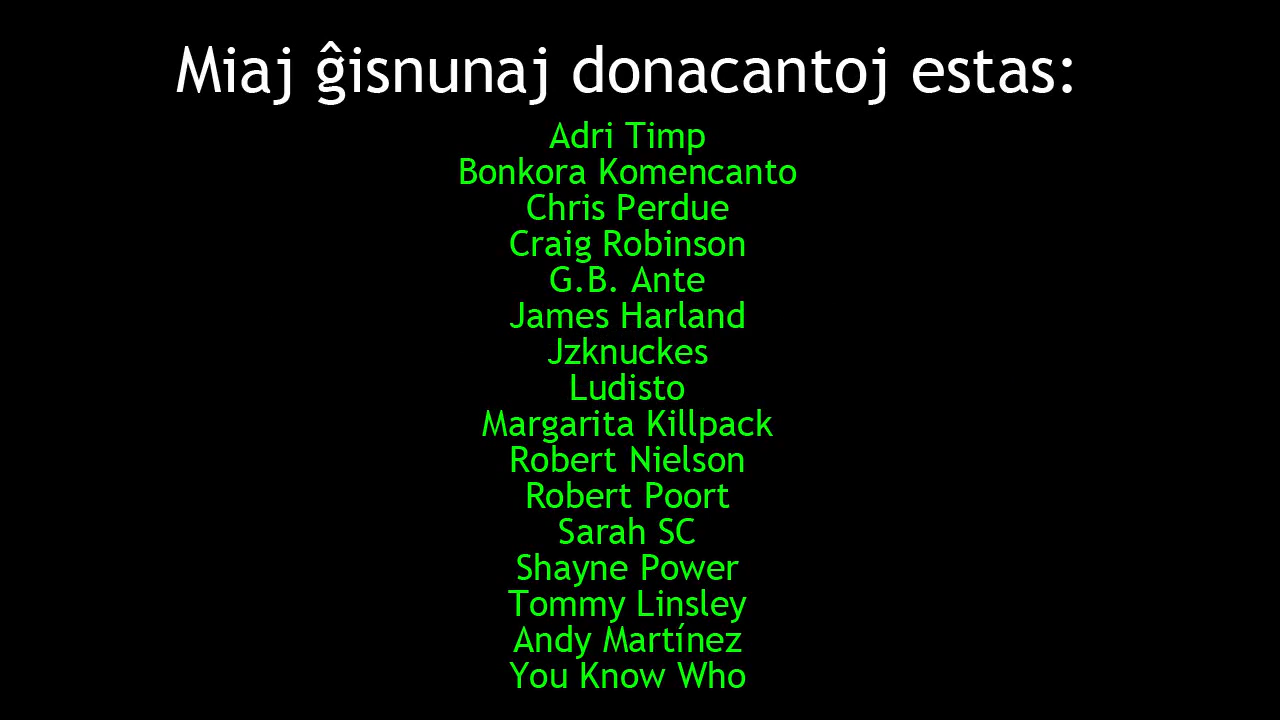 Miaj ĝisnunaj donacantoj estas:
Adri Timp
Bonkora Komencanto
Chris Perdue
Craig Robinson
G.B. Ante
James Harland
Jzknuckes
Ludisto
Margarita Killpack
Robert Nielson
Robert Poort
Sarah SC
Shayne Power
Tommy Linsley
Andy Martínez
You Know Who